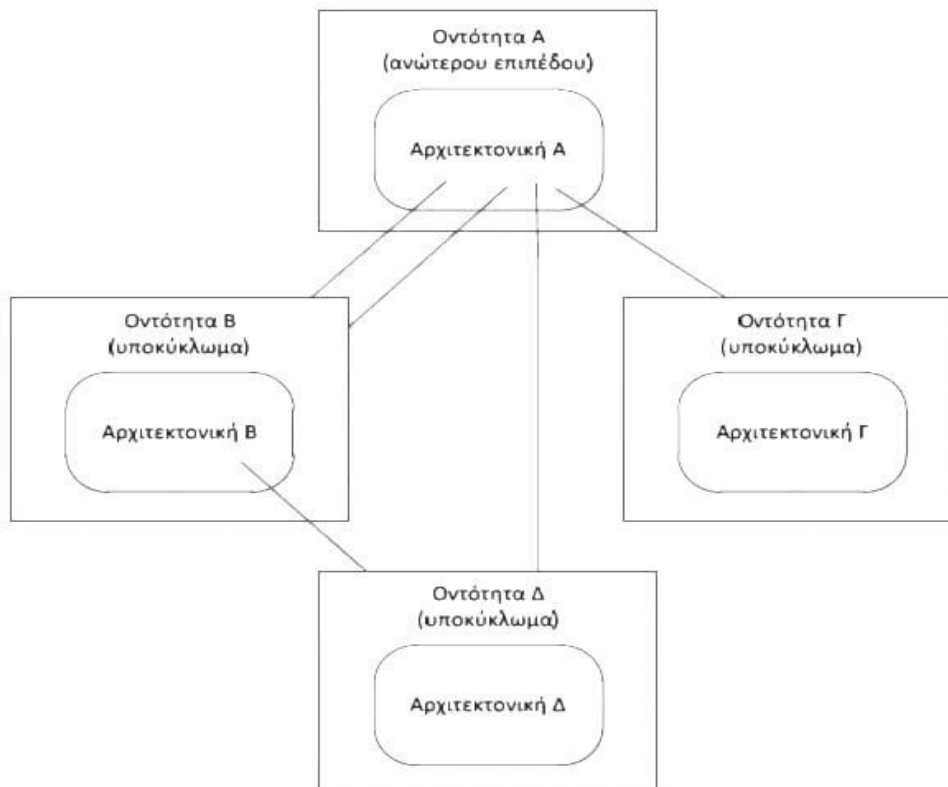 Οντότητα Α
(ανώτερου επιπέδου)
Αρχιτεκτονική Α
Οντότητα Β
(υποκύκλωμα)
Αρχιτεκτονική Β
Οντότητα Γ
(υποκύκλωμα)
Αρχιτεκτονική Γ
Οντότητα Δ
(υποκύκλωμα)
Αρχιτεκτονική Δ